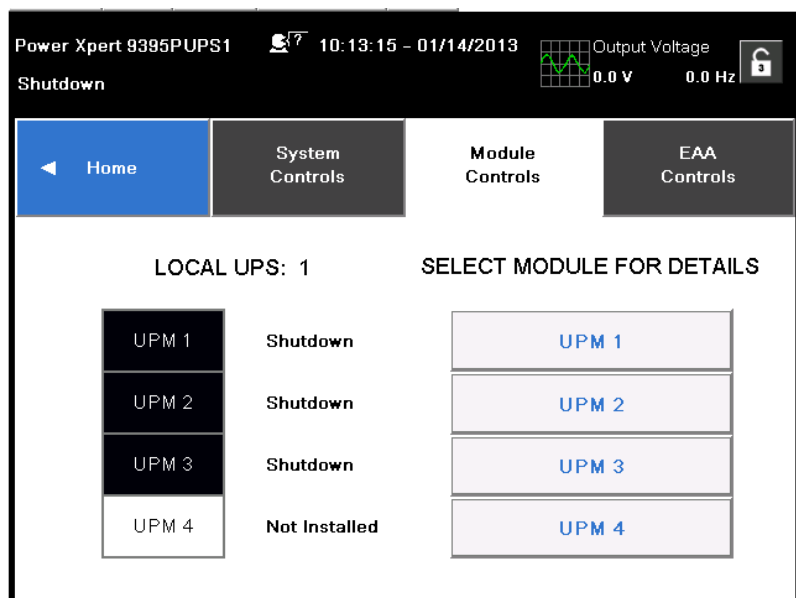 Power Xpert 9395PUPS1
? 10:13:15 - 01/14/2013
Output Voltage
0.0 V 0.0 Hz
3
Shutdown
◄ Home
System
Controls
Module
Controls
EAA
Controls
LOCAL UPS: 1
SELECT MODULE FOR DETAILS
UPM 1 Shutdown UPM 1
UPM 2 Shutdown UPM 2
UPM 3 Shutdown UPM 3
UPM 4 Not Installed UPM 4